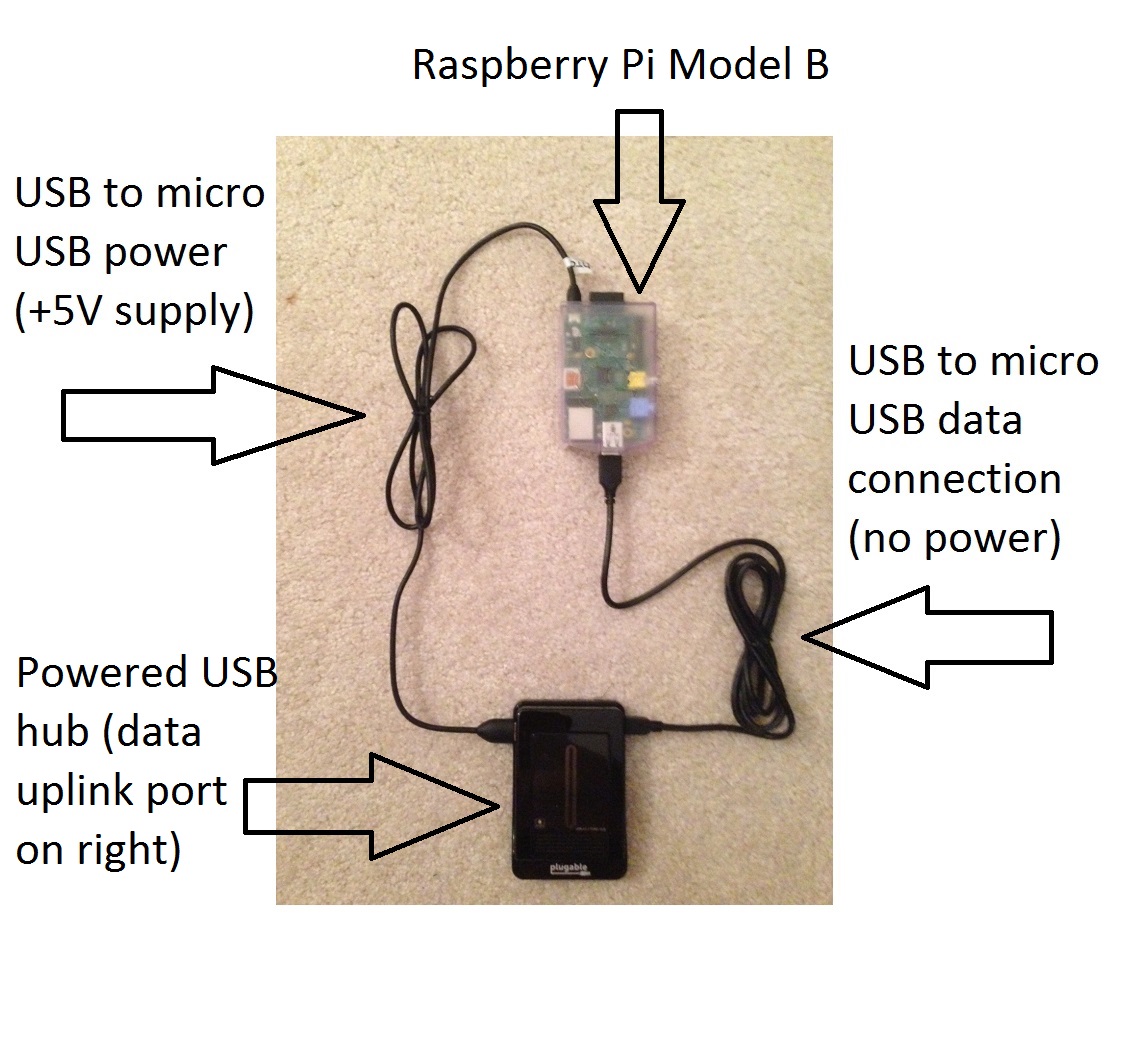 Raspberry Pi Model B
USB to micro
USB power
(+5V supply)
USB to micro
USB data
connection
(no power)
Powered USB
hub (data
uplink port
on right)
plugable